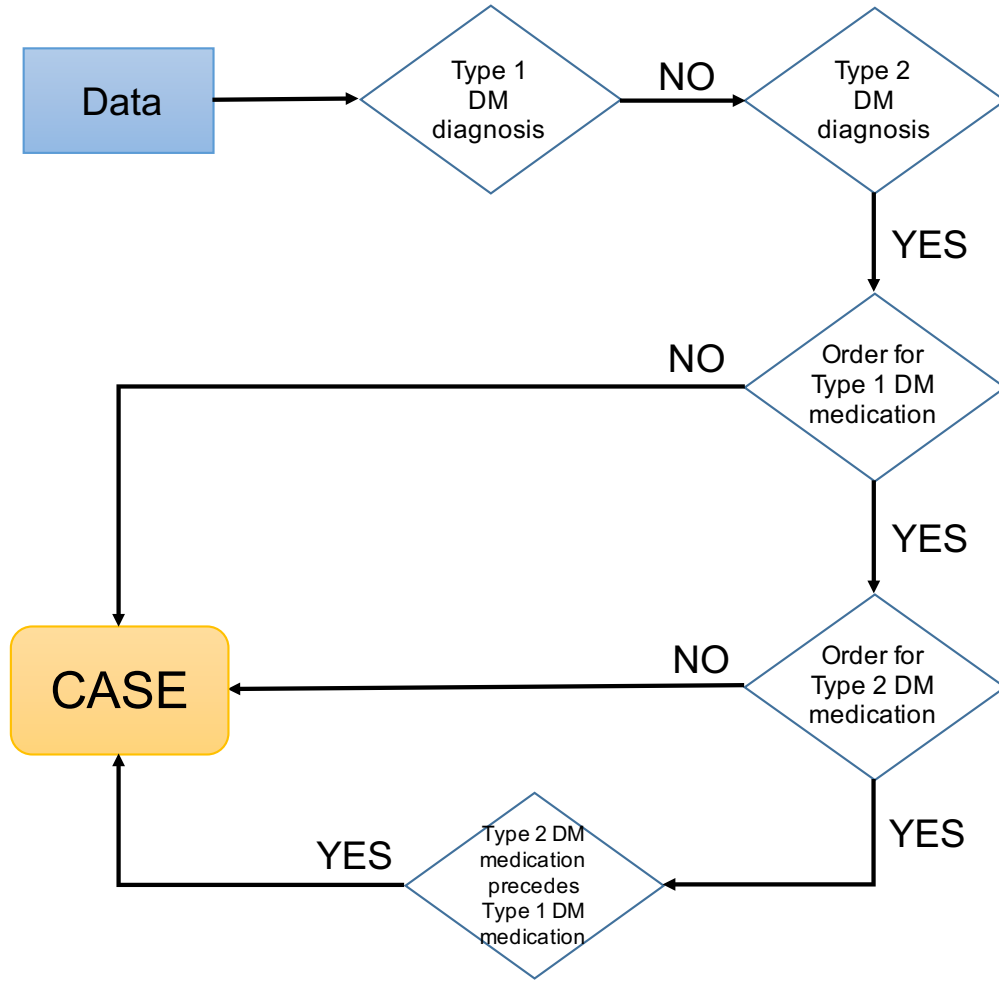 Data
Type 1
DM
diagnosis
NO
Type 2
DM
diagnosis
YES
Order for
Type 1 DM
medication
NO
YES
Order for
Type 2 DM
medication
NO
CASE
YES
Type 2 DM
medication
precedes
Type 1 DM
medication
YES